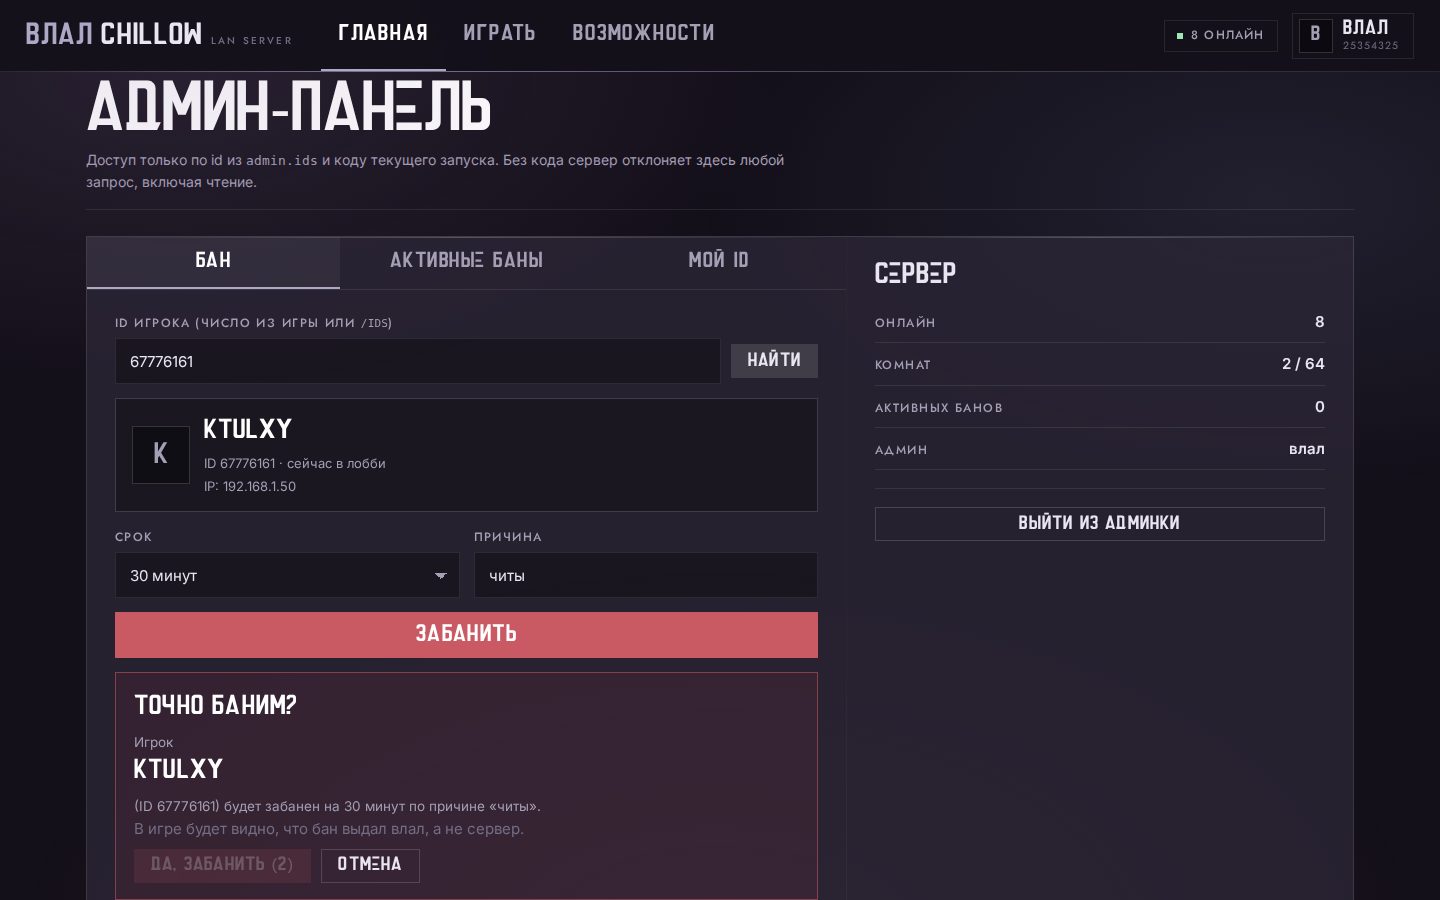 ВЛАЛ CHILLOW LAN SERVER
ГЛАВНАЯ
ИГРАТЬ
ВОЗМОЖНОСТИ
8 ОНЛАЙН
В
ВЛАЛ
25354325
АДМИН-ПАНЕЛЬ
Доступ только по id из admin.ids и коду текущего запуска. Без кода сервер отклоняет здесь любой
запрос, включая чтение.
БАН
АКТИВНЫЕ БАНЫ
МОЙ ID
ID ИГРОКА (ЧИСЛО ИЗ ИГРЫ ИЛИ /IDS)
67776161
НАЙТИ
K
KTULXY
ID 67776161 · сейчас в лобби
IP: 192.168.1.50
СРОК
ПРИЧИНА
30 минут
читы
ЗАБАНИТЬ
ТОЧНО БАНИМ?
Игрок
KTULXY
(ID 67776161) будет забанен на 30 минут по причине «читы».
В игре будет видно, что бан выдал влал, а не сервер.
ДА, ЗАБАНИТЬ (2)
ОТМЕНА
СЕРВЕР
ОНЛАЙН
8
КОМНАТ
2 / 64
АКТИВНЫХ БАНОВ
0
АДМИН
влал
ВЫЙТИ ИЗ АДМИНКИ